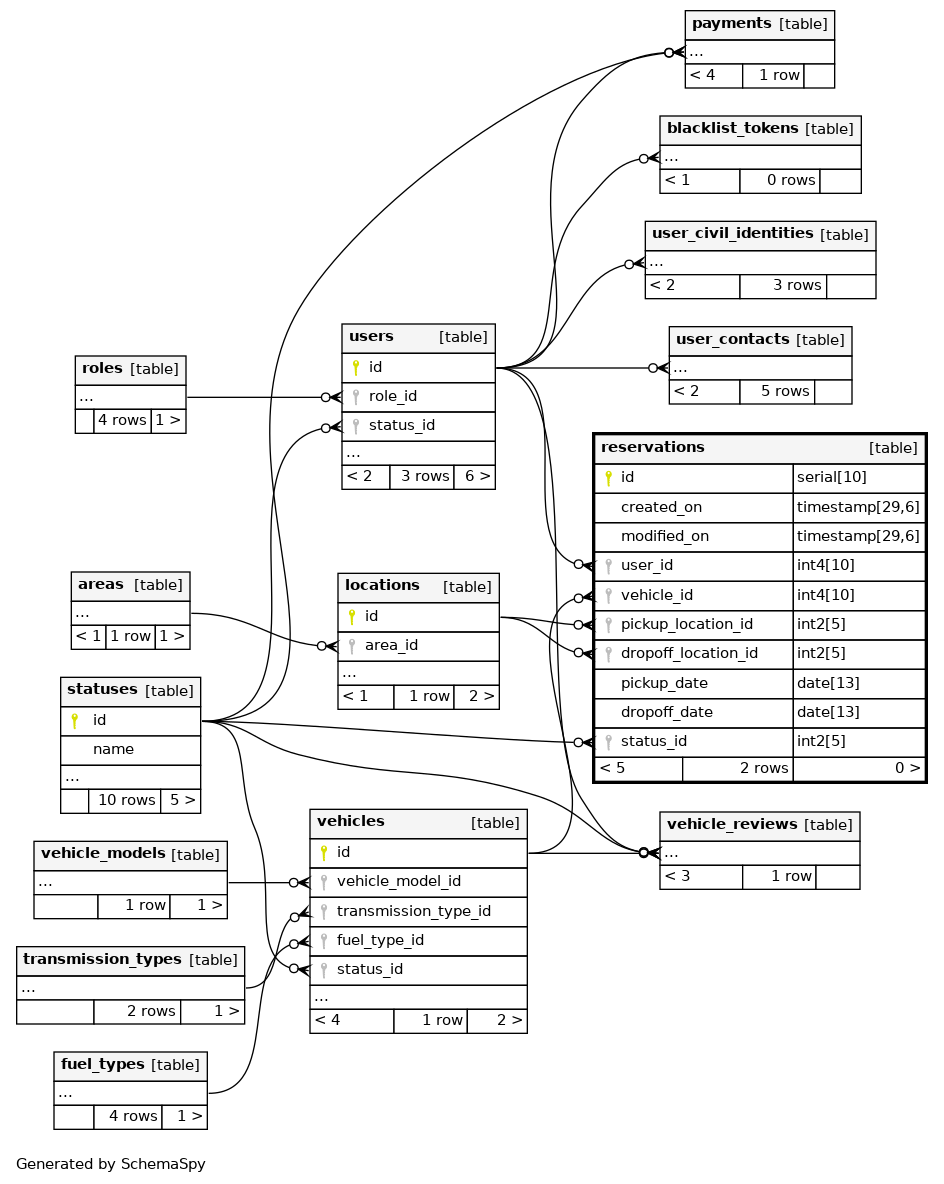 payments [table]
...
< 4 1 row
blacklist_tokens [table]
...
< 1 0 rows
user_civil_identities [table]
...
< 2 3 rows
users [table]
id
role_id
status_id
...
< 2 3 rows 6 >
user_contacts [table]
...
< 2 5 rows
roles [table]
...
4 rows 1 >
reservations [table]
id serial[10]
created_on timestamp[29,6]
modified_on timestamp[29,6]
user_id int4[10]
vehicle_id int4[10]
pickup_location_id int2[5]
dropoff_location_id int2[5]
pickup_date date[13]
dropoff_date date[13]
status_id int2[5]
< 5 2 rows 0 >
areas [table]
...
< 1 1 row 1 >
locations [table]
id
area_id
...
< 1 1 row 2 >
statuses [table]
id
name
...
10 rows 5 >
vehicles [table]
id
vehicle_model_id
transmission_type_id
fuel_type_id
status_id
...
< 4 1 row 2 >
vehicle_reviews [table]
...
< 3 1 row
vehicle_models [table]
...
1 row 1 >
transmission_types [table]
...
2 rows 1 >
fuel_types [table]
...
4 rows 1 >
Generated by SchemaSpy